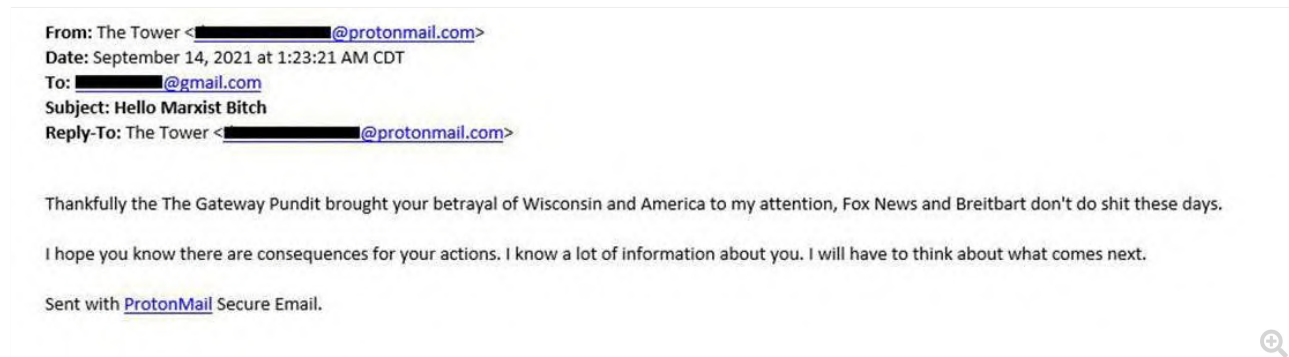 From: The Tower <@protonmail.com>
Date: September 14, 2021 at 1:23:21 AM CDT
To: @gmail.com
Subject: Hello Marxist Bitch
Reply-To: The Tower <@protonmail.com>
Thankfully the The Gateway Pundit brought your betrayal of Wisconsin and America to my attention, Fox News and Breitbart don't do shit these days.
I hope you know there are consequences for your actions. I know a lot of information about you. I will have to think about what comes next.
Sent with ProtonMail Secure Email.